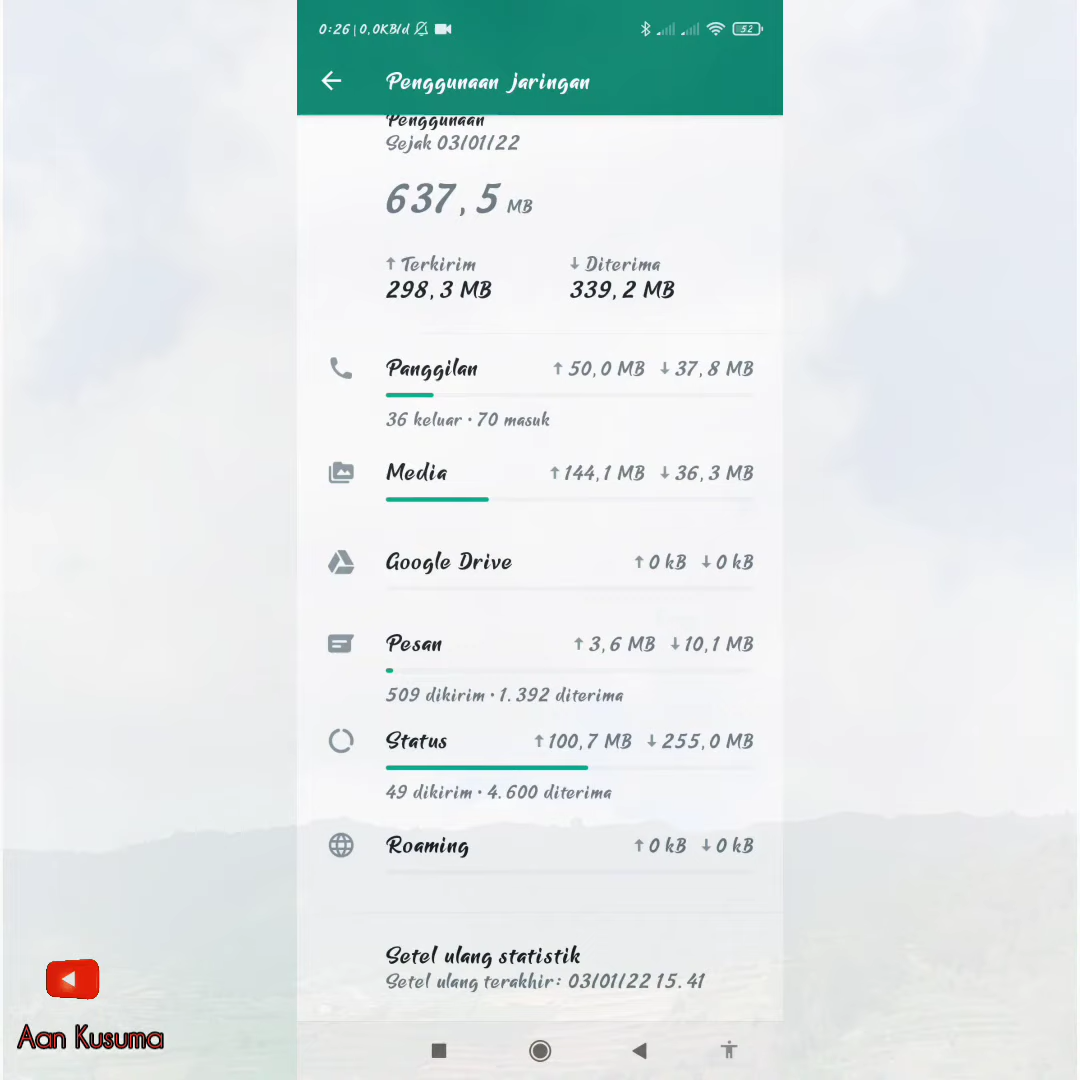 0:26 | 0,0KB/d 52
Penggunaan jaringan
Penggunaan
Sejak 03/01/22
637,5 MB
↑ Terkirim ↓ Diterima
298,3 MB 339,2 MB
Panggilan ↑ 50,0 MB ↓ 37,8 MB
36 keluar • 70 masuk
Media ↑ 144,1 MB ↓ 36,3 MB
Google Drive ↑ 0 kB ↓ 0 kB
Pesan ↑ 3,6 MB ↓ 10,1 MB
509 dikirim • 1.392 diterima
Status ↑ 100,7 MB ↓ 255,0 MB
49 dikirim • 4.600 diterima
Roaming ↑ 0 kB ↓ 0 kB
Setel ulang statistik
Setel ulang terakhir: 03/01/22 15.41
Aan Kusuma